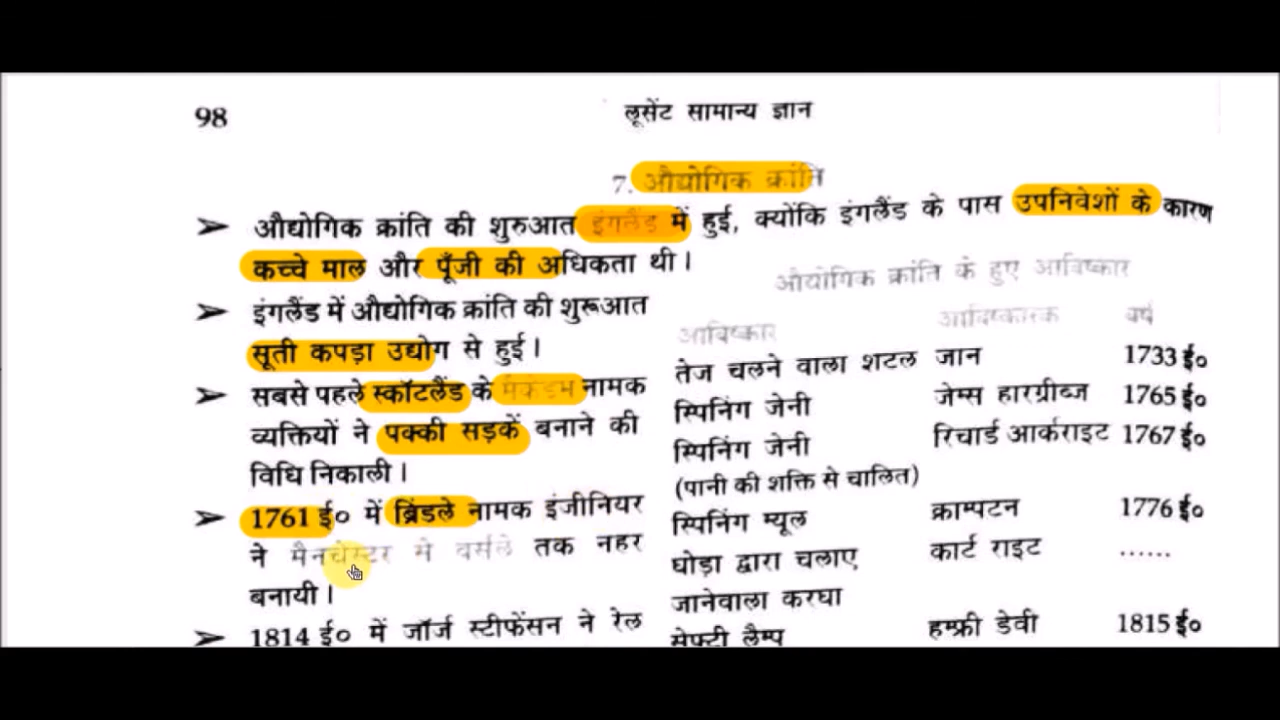 98
लूसेंट सामान्य ज्ञान
7. औद्योगिक क्रांति
➢ औद्योगिक क्रांति की शुरुआत इंगलैंड में हुई, क्योंकि इंगलैंड के पास उपनिवेशों के कारण
कच्चे माल और पूँजी की अधिकता थी।
➢ इंगलैंड में औद्योगिक क्रांति की शुरूआत
सूती कपड़ा उद्योग से हुई।
➢ सबसे पहले स्कॉटलैंड के मैकेडम नामक
व्यक्तियों ने पक्की सड़कें बनाने की
विधि निकाली।
➢ 1761 ई० में ब्रिंडले नामक इंजीनियर
ने मैनचेस्टर से वर्सले तक नहर
बनायी।
➢ 1814 ई० में जॉर्ज स्टीफेंसन ने रेल
औद्योगिक क्रांति के हुए आविष्कार
आविष्कार आविष्कारक वर्ष
तेज चलने वाला शटल जान 1733 ई०
स्पिनिंग जेनी जेम्स हारग्रीब्ज 1765 ई०
स्पिनिंग जेनी रिचार्ड आर्कराइट 1767 ई०
(पानी की शक्ति से चालित)
स्पिनिंग म्यूल क्राम्पटन 1776 ई०
घोड़ा द्वारा चलाए कार्ट राइट ......
जानेवाला करघा
सेफ्टी लैम्प हम्फ्री डेवी 1815 ई०